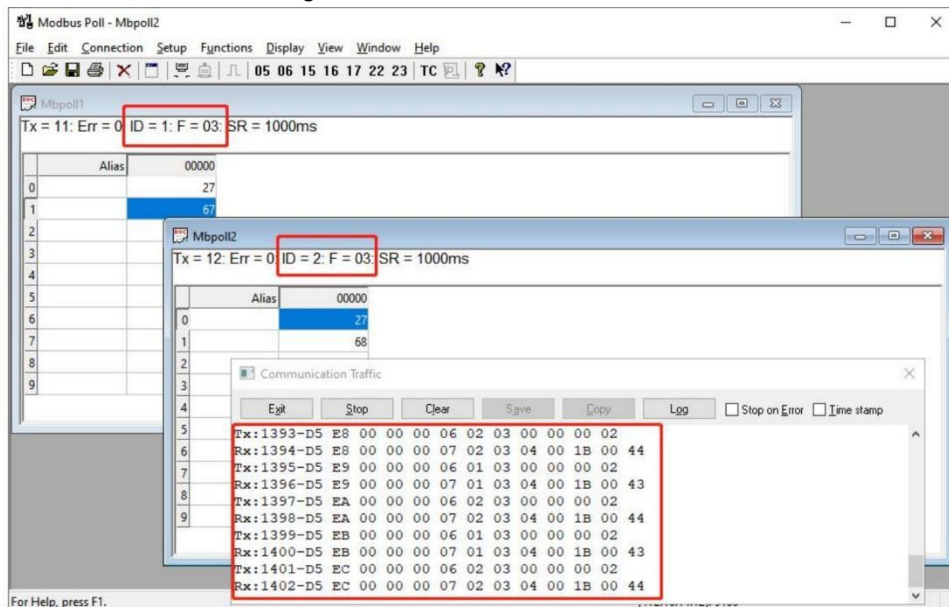 Modbus Poll - Mbpoll2
File Edit Connection Setup Functions Display View Window Help
05 06 15 16 17 22 23 TC
Mbpoll1
Tx = 11: Err = 0: ID = 1: F = 03: SR = 1000ms
Alias 00000
0 27
1 67
2
3
4
5
6
7
8
9
Mbpoll2
Tx = 12: Err = 0: ID = 2: F = 03: SR = 1000ms
Alias 00000
0 27
1 68
2
3
4
5
6
7
8
9
Communication Traffic
Exit Stop Clear Save Copy Log Stop on Error Time stamp
Tx:1393-D5 E8 00 00 00 06 02 03 00 00 00 02
Rx:1394-D5 E8 00 00 00 07 02 03 04 00 1B 00 44
Tx:1395-D5 E9 00 00 00 06 01 03 00 00 00 02
Rx:1396-D5 E9 00 00 00 07 01 03 04 00 1B 00 43
Tx:1397-D5 EA 00 00 00 06 02 03 00 00 00 02
Rx:1398-D5 EA 00 00 00 07 02 03 04 00 1B 00 44
Tx:1399-D5 EB 00 00 00 06 01 03 00 00 00 02
Rx:1400-D5 EB 00 00 00 07 01 03 04 00 1B 00 43
Tx:1401-D5 EC 00 00 00 06 02 03 00 00 00 02
Rx:1402-D5 EC 00 00 00 07 02 03 04 00 1B 00 44
For Help, press F1.